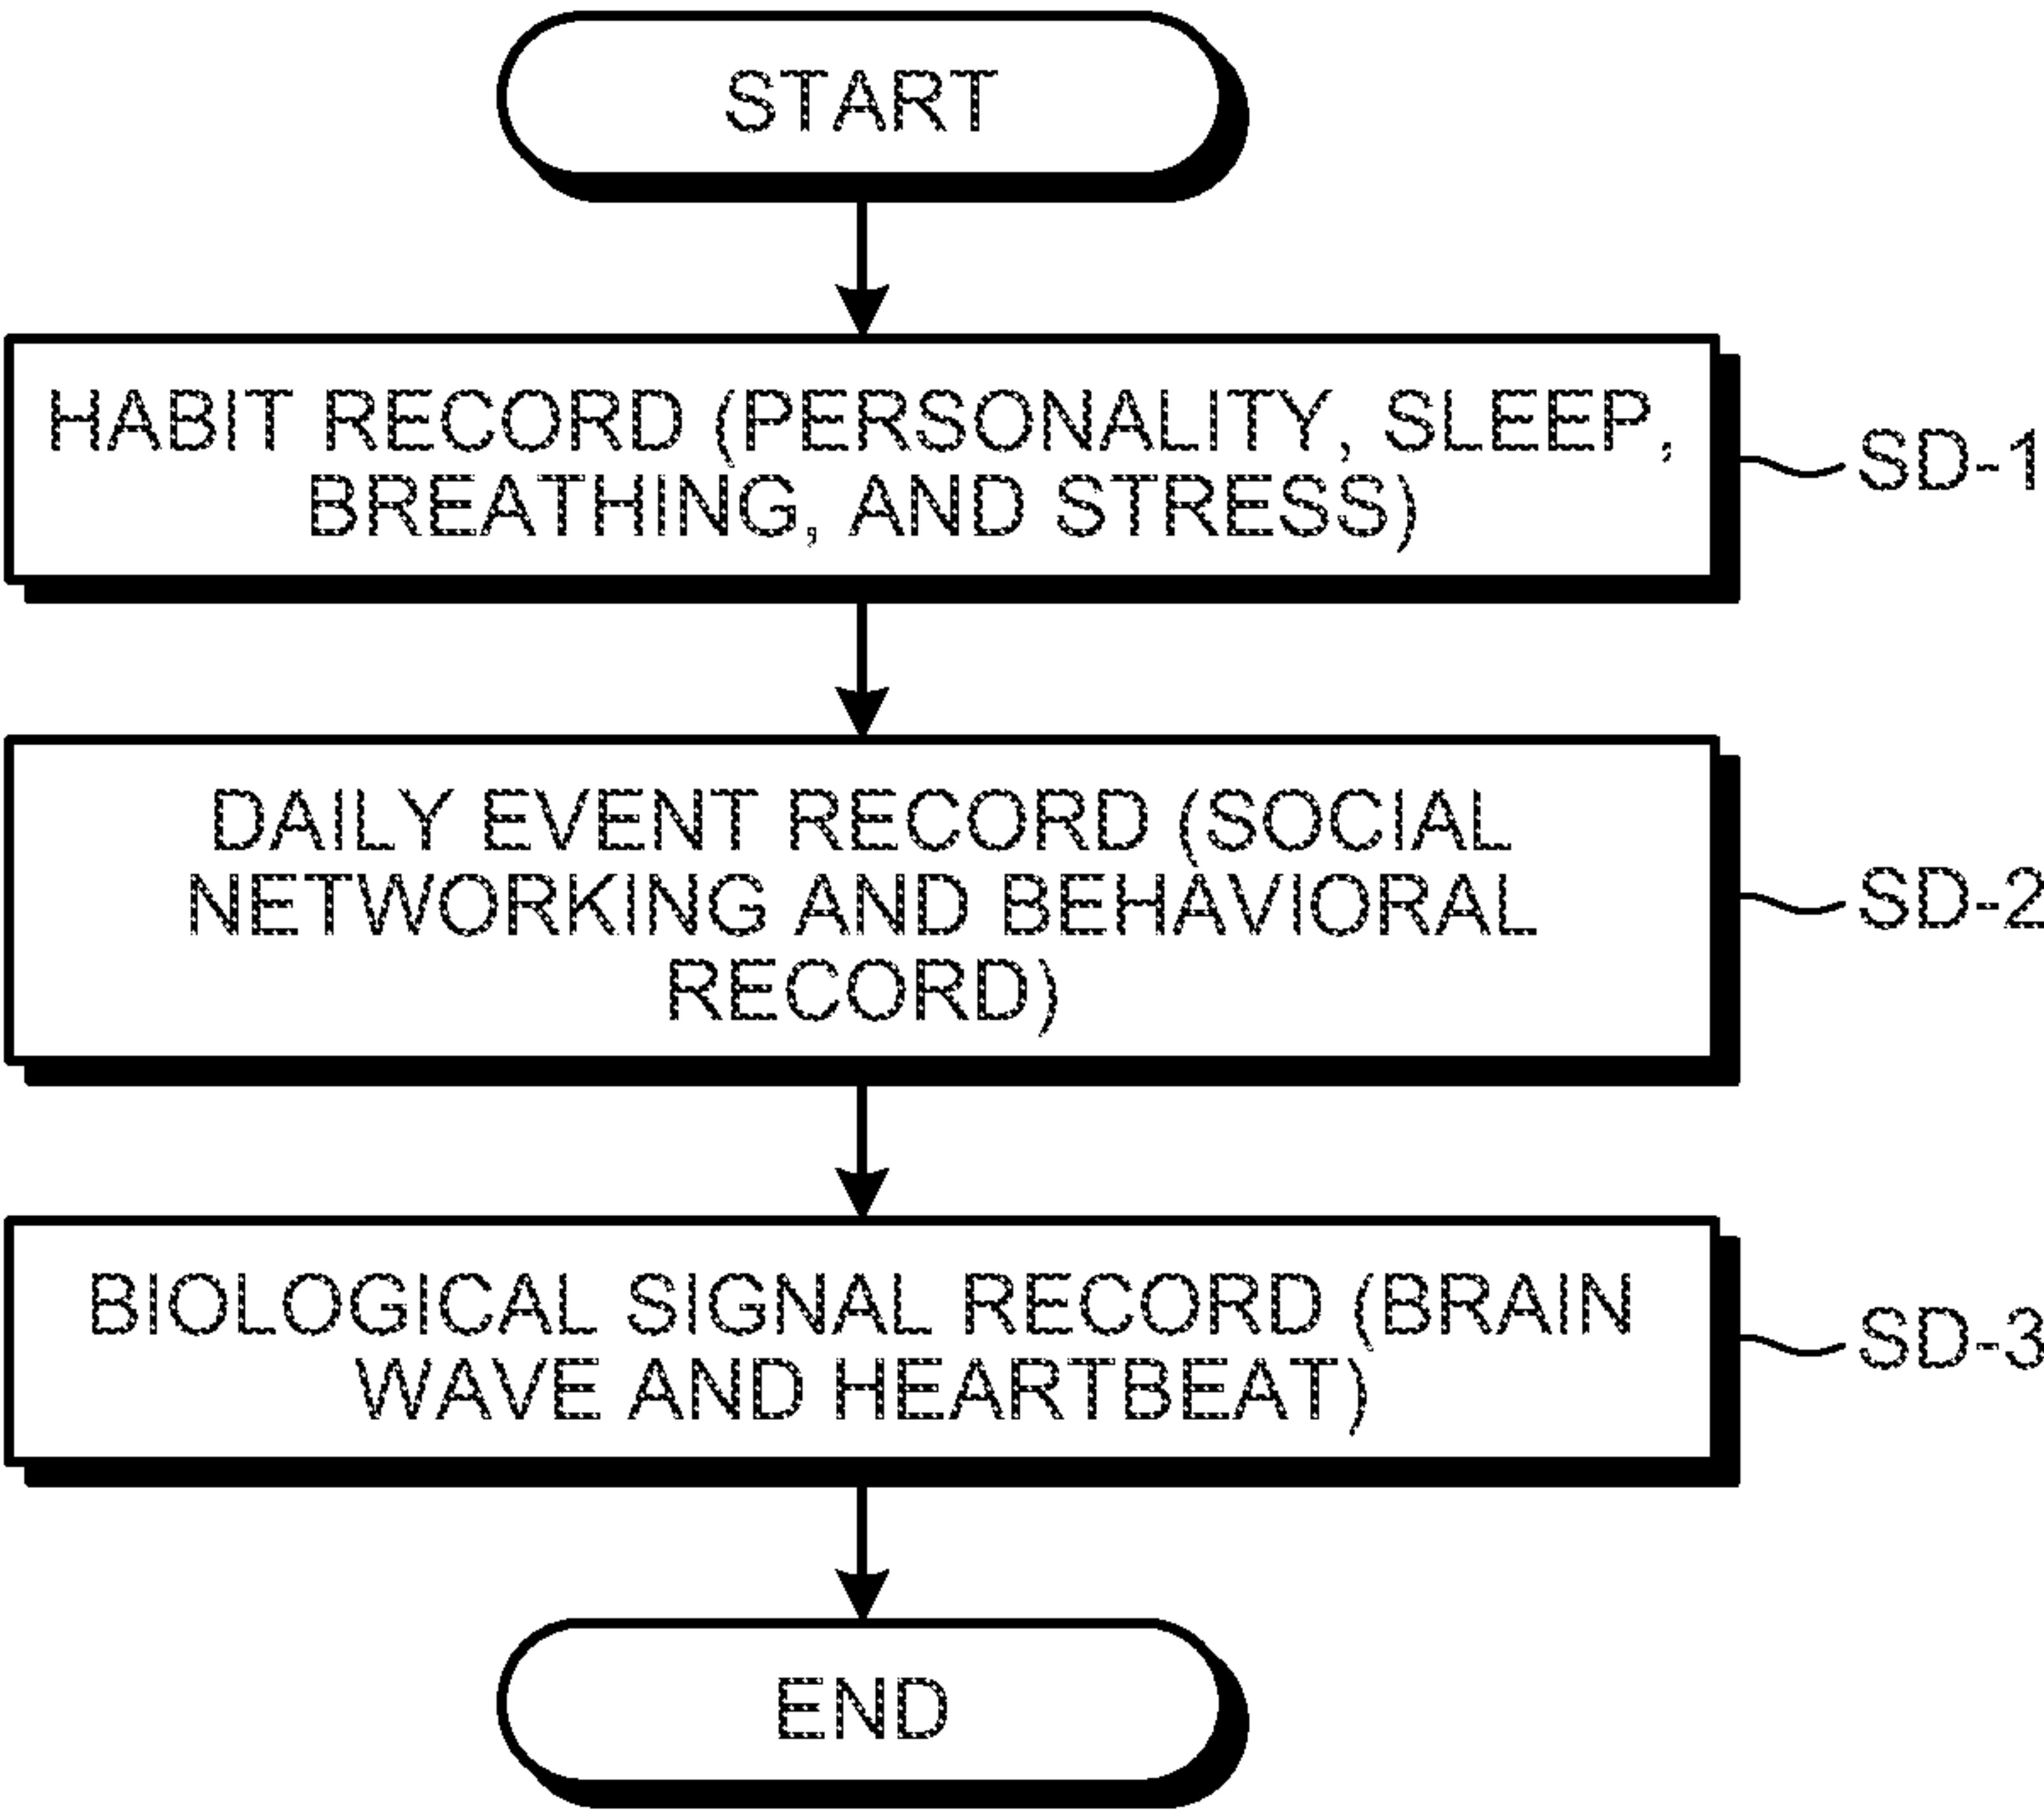 START
HABIT RECORD (PERSONALITY, SLEEP,
BREATHING, AND STRESS)
SD-1
DAILY EVENT RECORD (SOCIAL
NETWORKING AND BEHAVIORAL
RECORD)
SD-2
BIOLOGICAL SIGNAL RECORD (BRAIN
WAVE AND HEARTBEAT)
SD-3
END